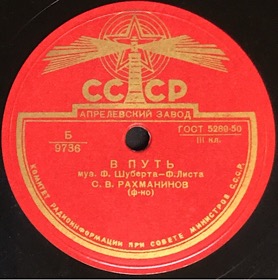 СССР
АПРЕЛЕВСКИЙ ЗАВОД
Б
9736
ГОСТ 5289-50
III кл.
В ПУТЬ
муз. Ф. Шуберта-Ф. Листа
С. В. РАХМАНИНОВ
(ф-но)
КОМИТЕТ РАДИОИНФОРМАЦИИ ПРИ СОВЕТЕ МИНИСТРОВ С.С.С.Р.